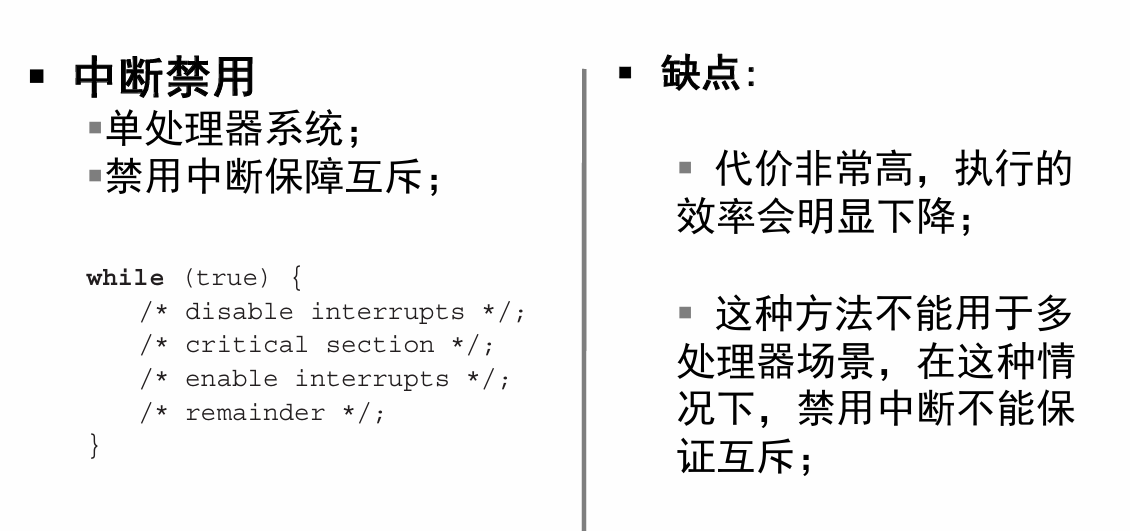 中断禁用
单处理器系统；
禁用中断保障互斥；
while (true) {
/* disable interrupts */;
/* critical section */;
/* enable interrupts */;
/* remainder */;
}
缺点:
代价非常高，执行的
效率会明显下降；
这种方法不能用于多
处理器场景，在这种情
况下，禁用中断不能保
证互斥；